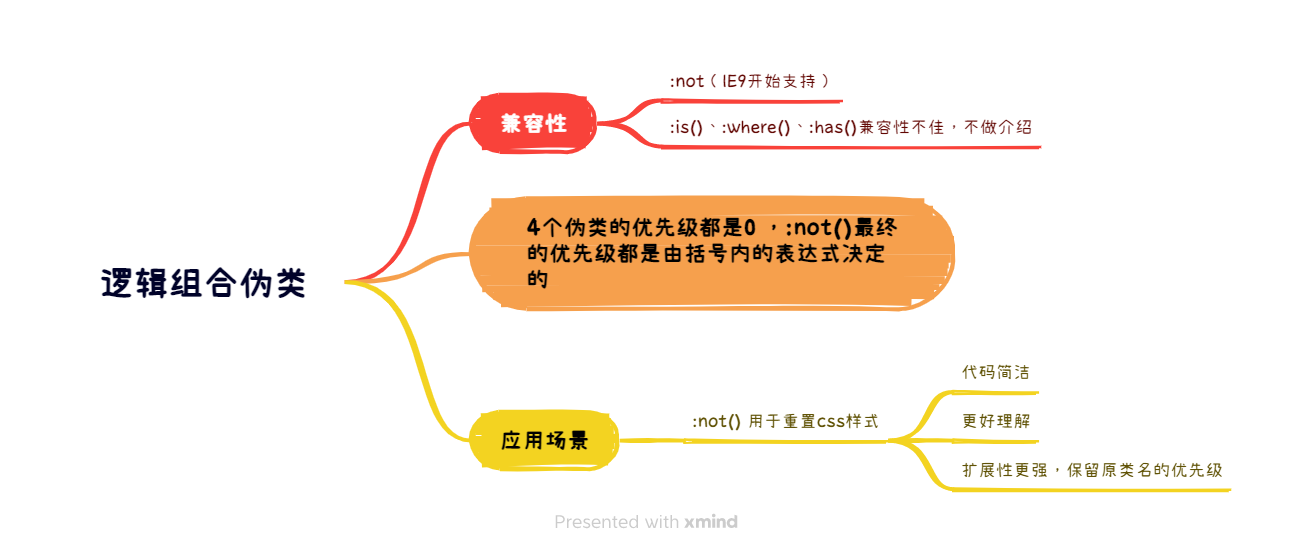 逻辑组合伪类
兼容性
:not（IE9开始支持）
:is()、:where()、:has()兼容性不佳，不做介绍
4个伪类的优先级都是0 ，:not()最终
的优先级都是由括号内的表达式决定
的
应用场景
:not() 用于重置css样式
代码简洁
更好理解
扩展性更强，保留原类名的优先级
Presented with xmind